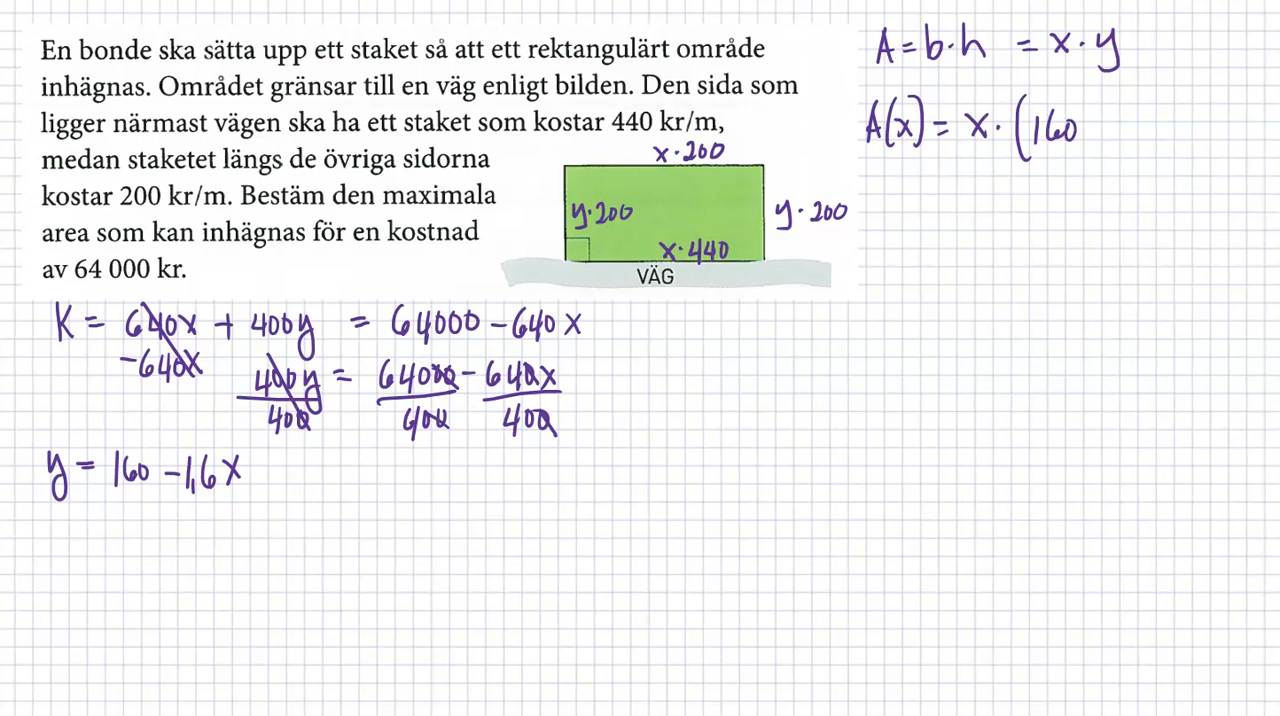 En bonde ska sätta upp ett staket så att ett rektangulärt område
inhägnas. Området gränsar till en väg enligt bilden. Den sida som
ligger närmast vägen ska ha ett staket som kostar 440 kr/m,
medan staketet längs de övriga sidorna
kostar 200 kr/m. Bestäm den maximala
area som kan inhägnas för en kostnad
av 64 000 kr.
x·200
y·200
y·200
x·440
VÄG
A = b·h = x·y
A(x) = x·(160
K = 640x + 400y = 64000 - 640x
-640x
400y = 64000 - 640x
400 400 400
y = 160 - 1,6x